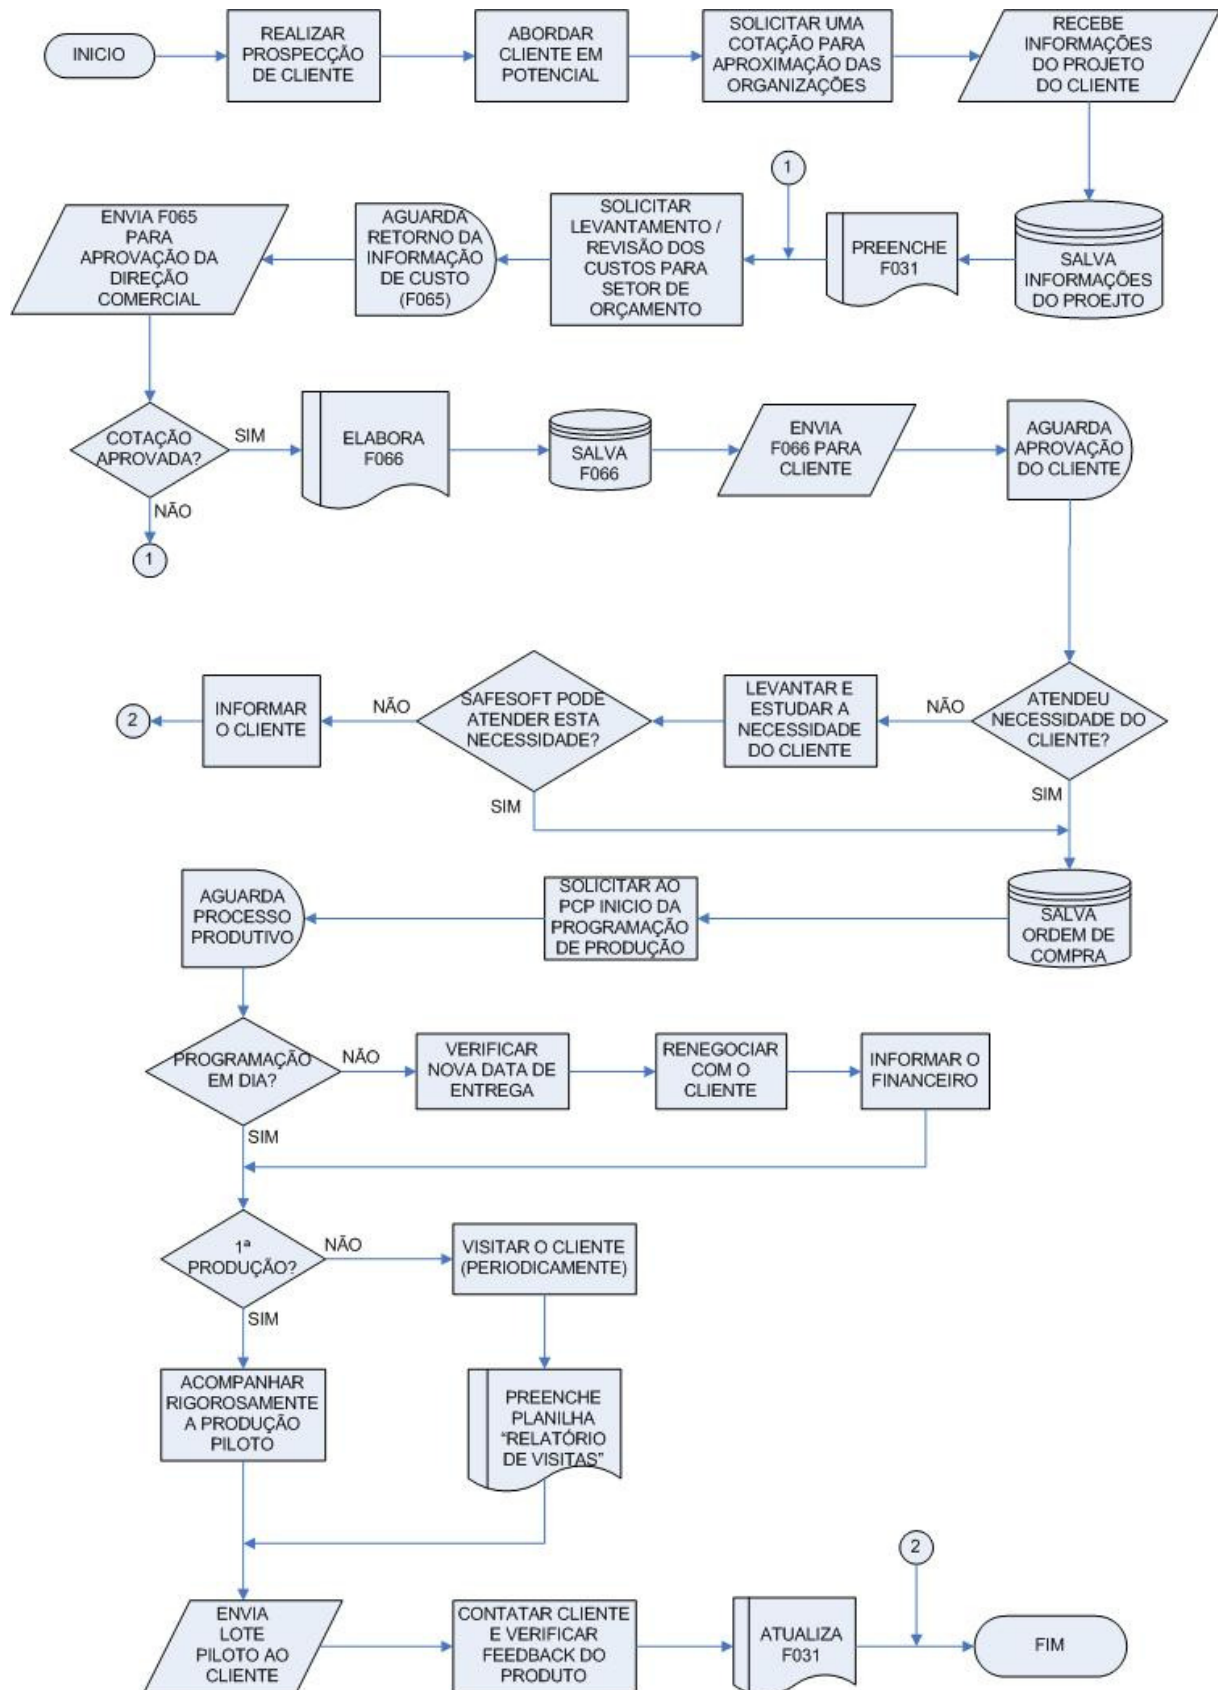 INICIO
REALIZAR
PROSPECÇÃO
DE CLIENTE
ABORDAR
CLIENTE EM
POTENCIAL
SOLICITAR UMA
COTAÇÃO PARA
APROXIMAÇÃO DAS
ORGANIZAÇÕES
RECEBE
INFORMAÇÕES
DO PROJETO
DO CLIENTE
1
ENVIA F065
PARA
APROVAÇÃO DA
DIREÇÃO
COMERCIAL
AGUARDA
RETORNO DA
INFORMAÇÃO
DE CUSTO
(F065)
SOLICITAR
LEVANTAMENTO /
REVISÃO DOS
CUSTOS PARA
SETOR DE
ORÇAMENTO
PREENCHE
F031
SALVA
INFORMAÇÕES
DO PROEJTO
COTAÇÃO
APROVADA?
SIM
NÃO
1
ELABORA
F066
SALVA
F066
ENVIA
F066 PARA
CLIENTE
AGUARDA
APROVAÇÃO
DO CLIENTE
2
INFORMAR
O CLIENTE
NÃO
SAFESOFT PODE
ATENDER ESTA
NECESSIDADE?
SIM
LEVANTAR E
ESTUDAR A
NECESSIDADE
DO CLIENTE
NÃO
ATENDEU
NECESSIDADE DO
CLIENTE?
SIM
AGUARDA
PROCESSO
PRODUTIVO
SOLICITAR AO
PCP INICIO DA
PROGRAMAÇÃO
DE PRODUÇÃO
SALVA
ORDEM DE
COMPRA
PROGRAMAÇÃO
EM DIA?
NÃO
SIM
VERIFICAR
NOVA DATA DE
ENTREGA
RENEGOCIAR
COM O
CLIENTE
INFORMAR O
FINANCEIRO
1ª
PRODUÇÃO?
NÃO
SIM
VISITAR O CLIENTE
(PERIODICAMENTE)
ACOMPANHAR
RIGOROSAMENTE
A PRODUÇÃO
PILOTO
PREENCHE
PLANILHA
“RELATÓRIO
DE VISITAS”
2
ENVIA
LOTE
PILOTO AO
CLIENTE
CONTATAR CLIENTE
E VERIFICAR
FEEDBACK DO
PRODUTO
ATUALIZA
F031
FIM